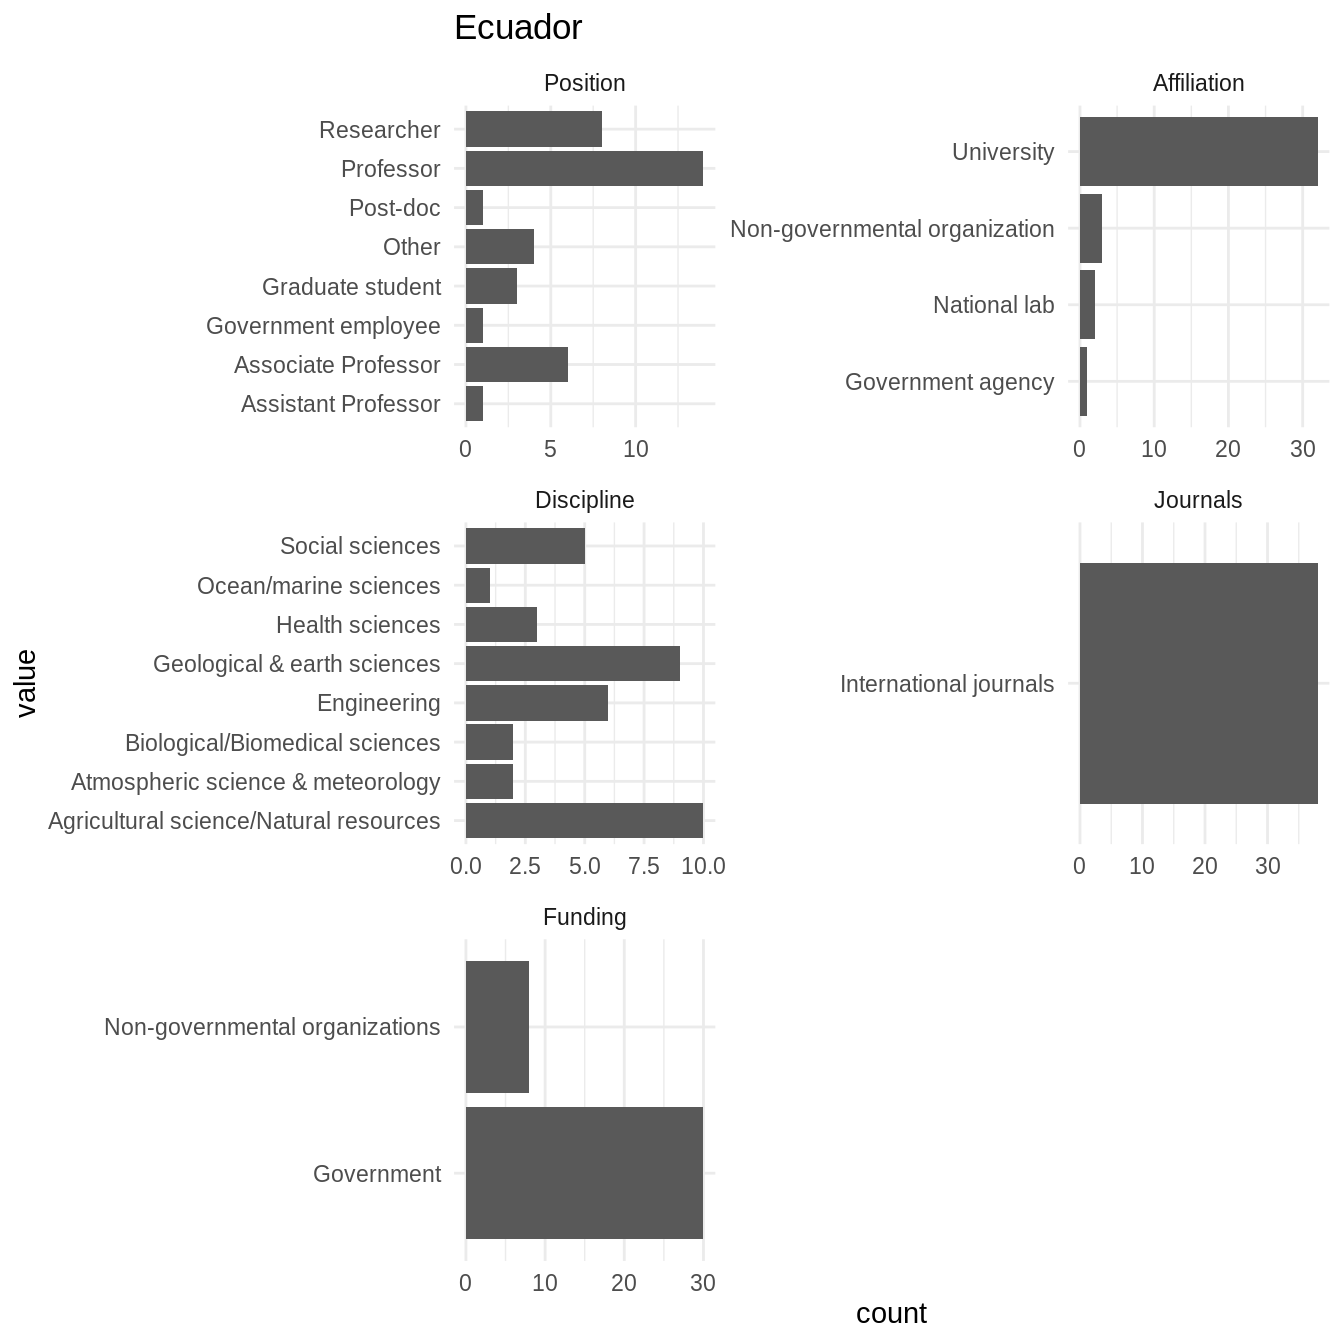 Ecuador
Position
Researcher
Professor
Post-doc
Other
Graduate student
Government employee
Associate Professor
Assistant Professor
0 5 10
Affiliation
University
Non-governmental organization
National lab
Government agency
0 10 20 30
Discipline
Social sciences
Ocean/marine sciences
Health sciences
Geological & earth sciences
Engineering
Biological/Biomedical sciences
Atmospheric science & meteorology
Agricultural science/Natural resources
0.0 2.5 5.0 7.5 10.0
Journals
International journals
0 10 20 30
Funding
Non-governmental organizations
Government
0 10 20 30
value
count